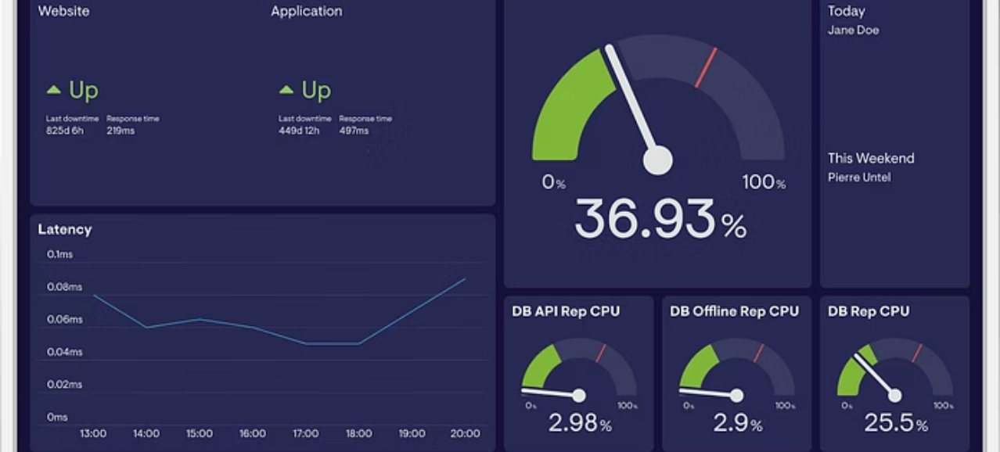 Website
Application
Up
Up
Last downtime Response time
825d 6h 219ms
Last downtime Response time
449d 12h 497ms
0% 100%
36.93%
Today
Jane Doe
This Weekend
Pierre Untel
Latency
0.1ms
0.08ms
0.06ms
0.04ms
0.02ms
0ms
13:00 14:00 15:00 16:00 17:00 18:00 19:00 20:00
DB API Rep CPU
0% 100%
2.98%
DB Offline Rep CPU
0% 100%
2.9%
DB Rep CPU
0% 100%
25.5%